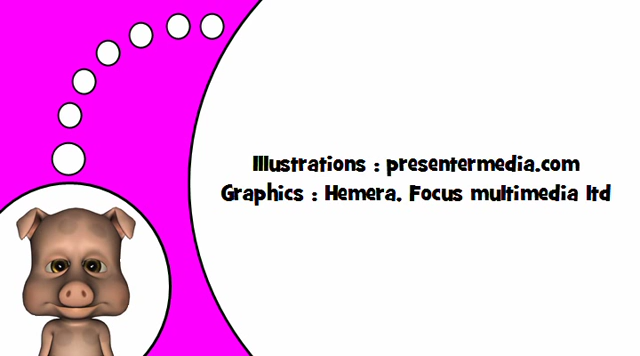 Illustrations : presentermedia.com
Graphics : Hemera. Focus multimedia ltd